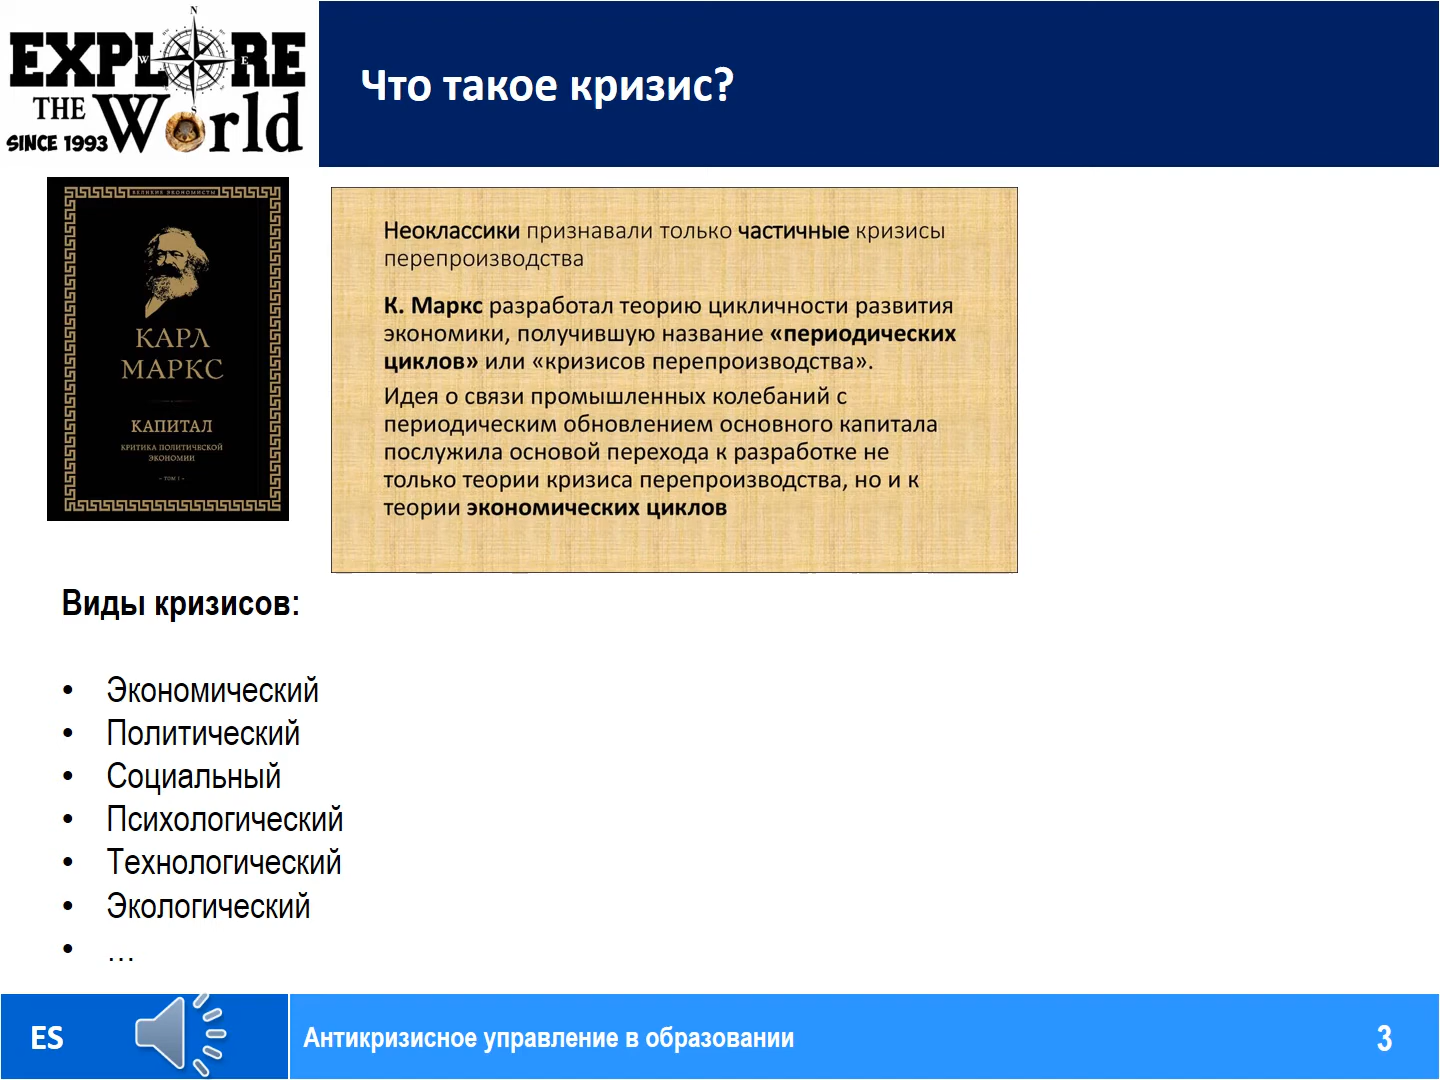 EXPLORE
N
W
E
S
THE World
SINCE 1993
Что такое кризис?
ВЕЛИКИЕ ЭКОНОМИСТЫ
КАРЛ
МАРКС
КАПИТАЛ
КРИТИКА ПОЛИТИЧЕСКОЙ
ЭКОНОМИИ
– ТОМ I –
Неоклассики признавали только частичные кризисы
перепроизводства
К. Маркс разработал теорию цикличности развития
экономики, получившую название «периодических
циклов» или «кризисов перепроизводства».
Идея о связи промышленных колебаний с
периодическим обновлением основного капитала
послужила основой перехода к разработке не
только теории кризиса перепроизводства, но и к
теории экономических циклов
Виды кризисов:
• Экономический
• Политический
• Социальный
• Психологический
• Технологический
• Экологический
• …
ES
Антикризисное управление в образовании
3